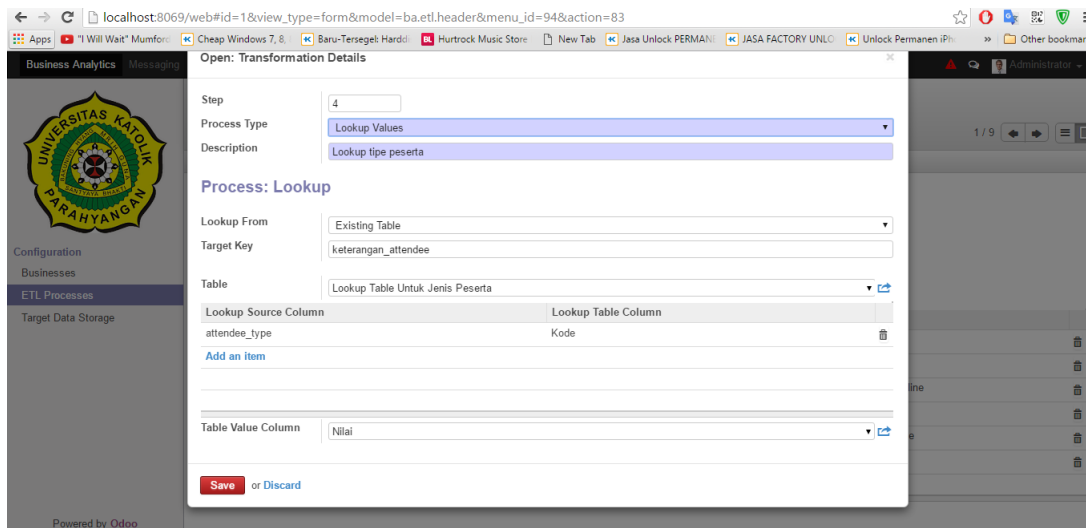 localhost:8069/web#id=1&view_type=form&model=ba.etl.header&menu_id=94&action=83
Apps "I Will Wait" Mumford Cheap Windows 7, 8, Baru-Tersegel: Harddi Hurtrock Music Store New Tab Jasa Unlock PERMANE JASA FACTORY UNLO Unlock Permanen iPh » Other bookmar
Business Analytics Messaging Open: Transformation Details × Administrator
UNIVERSITAS KATOLIK PARAHYANGAN
Step 4
Process Type Lookup Values
1 / 9
Description Lookup tipe peserta
Process: Lookup
Lookup From Existing Table
Target Key keterangan_attendee
Configuration
Businesses
ETL Processes
Target Data Storage
Table Lookup Table Untuk Jenis Peserta
Lookup Source Column Lookup Table Column
attendee_type Kode
Add an item
line
e
Table Value Column Nilai
Save or Discard
Powered by Odoo